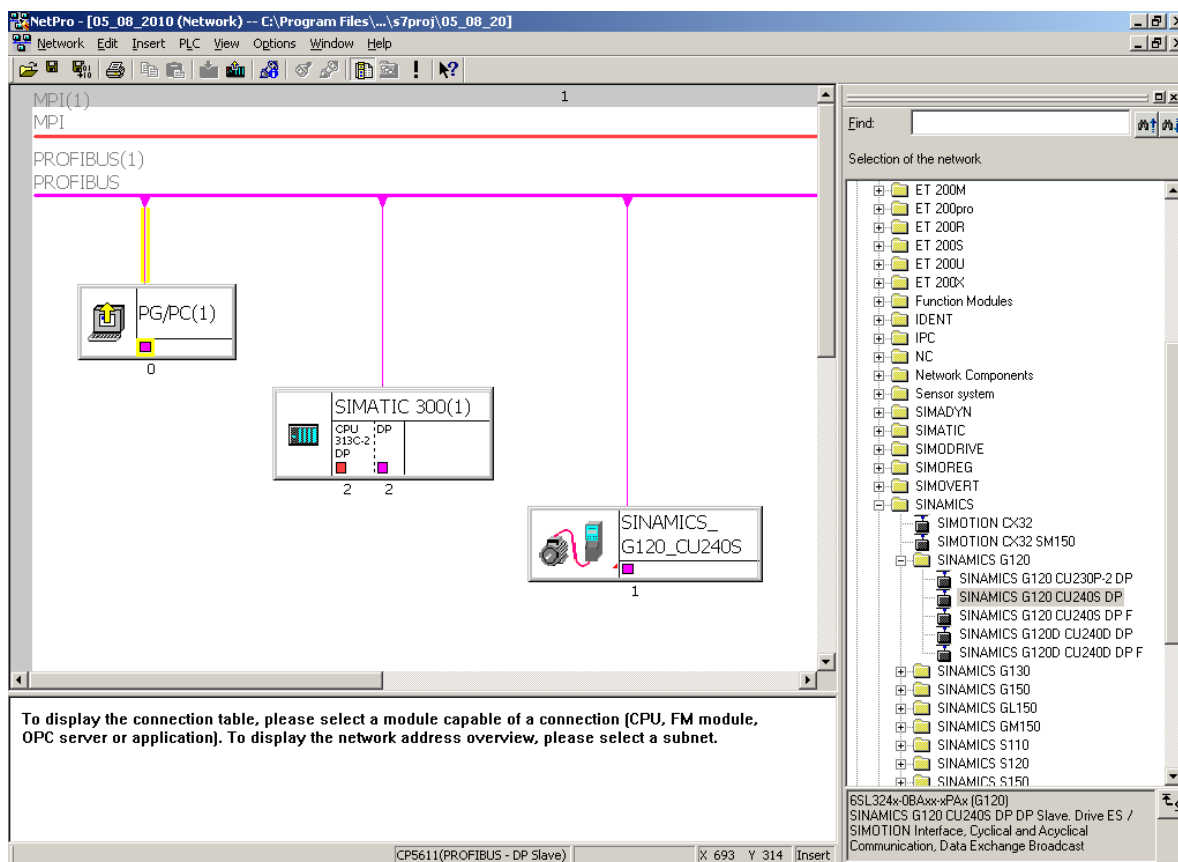 NetPro - [05_08_2010 (Network) -- C:\Program Files\...\s7proj\05_08_20]
Network Edit Insert PLC View Options Window Help
MPI(1)
1
MPI
PROFIBUS(1)
PROFIBUS
PG/PC(1)
0
SIMATIC 300(1)
CPU
313C-2
DP
DP
2 2
SINAMICS_
G120_CU240S
1
To display the connection table, please select a module capable of a connection (CPU, FM module,
OPC server or application). To display the network address overview, please select a subnet.
CP5611(PROFIBUS - DP Slave)
X 693 Y 314 Insert
Find:
Selection of the network
ET 200M
ET 200pro
ET 200R
ET 200S
ET 200U
ET 200X
Function Modules
IDENT
IPC
NC
Network Components
Sensor system
SIMADYN
SIMATIC
SIMODRIVE
SIMOREG
SIMOVERT
SINAMICS
SIMOTION CX32
SIMOTION CX32 SM150
SINAMICS G120
SINAMICS G120 CU230P-2 DP
SINAMICS G120 CU240S DP
SINAMICS G120 CU240S DP F
SINAMICS G120D CU240D DP
SINAMICS G120D CU240D DP F
SINAMICS G130
SINAMICS G150
SINAMICS GL150
SINAMICS GM150
SINAMICS S110
SINAMICS S120
SINAMICS S150
6SL324x-0BAxx-xPAx (G120)
SINAMICS G120 CU240S DP DP Slave. Drive ES /
SIMOTION Interface, Cyclical and Acyclical
Communication, Data Exchange Broadcast